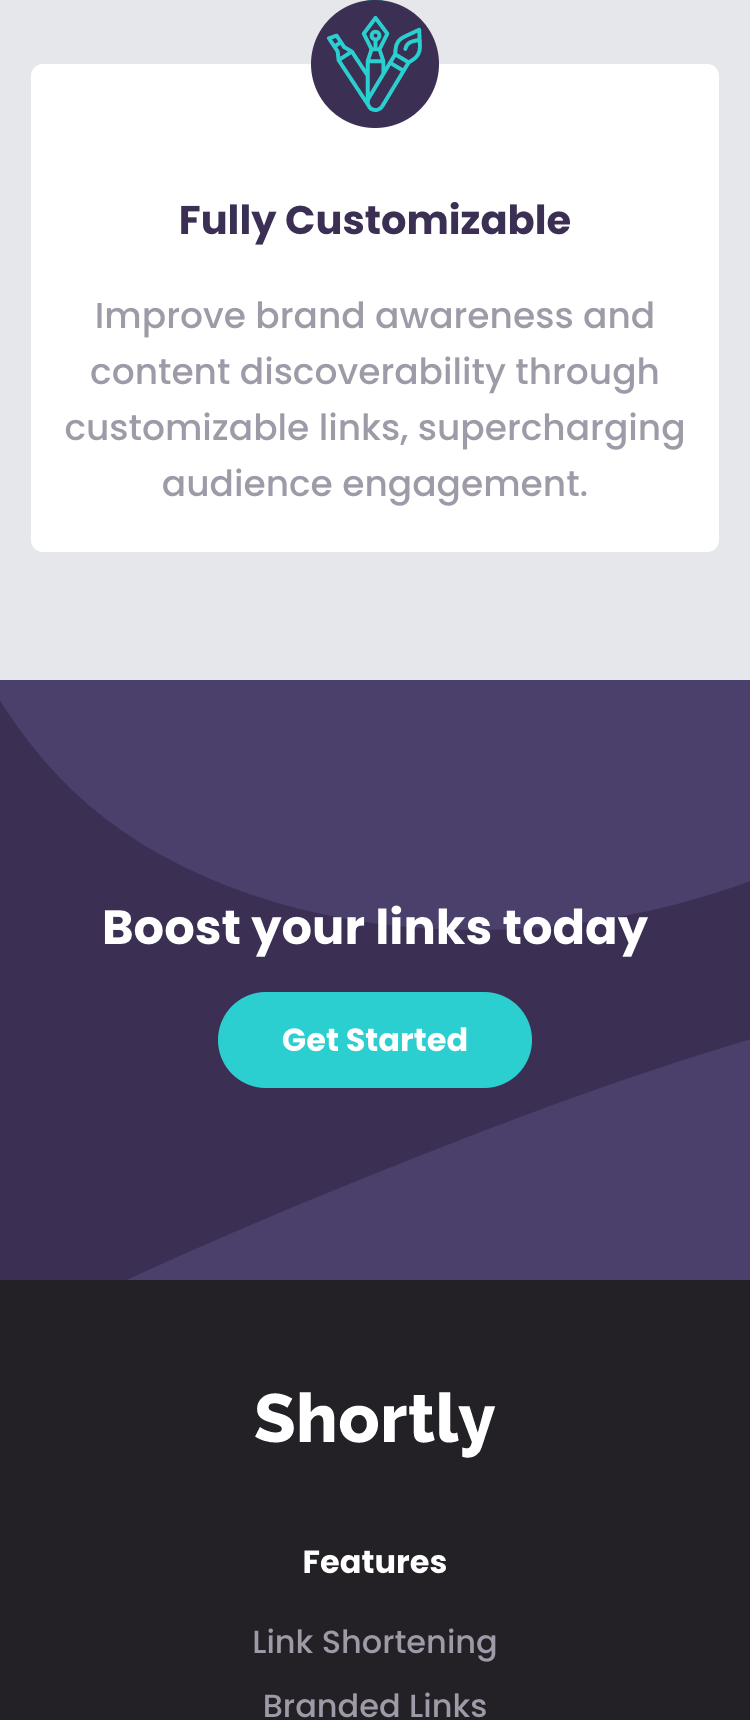 Fully Customizable
Improve brand awareness and
content discoverability through
customizable links, supercharging
audience engagement.
Boost your links today
Get Started
Shortly
Features
Link Shortening
Branded Links